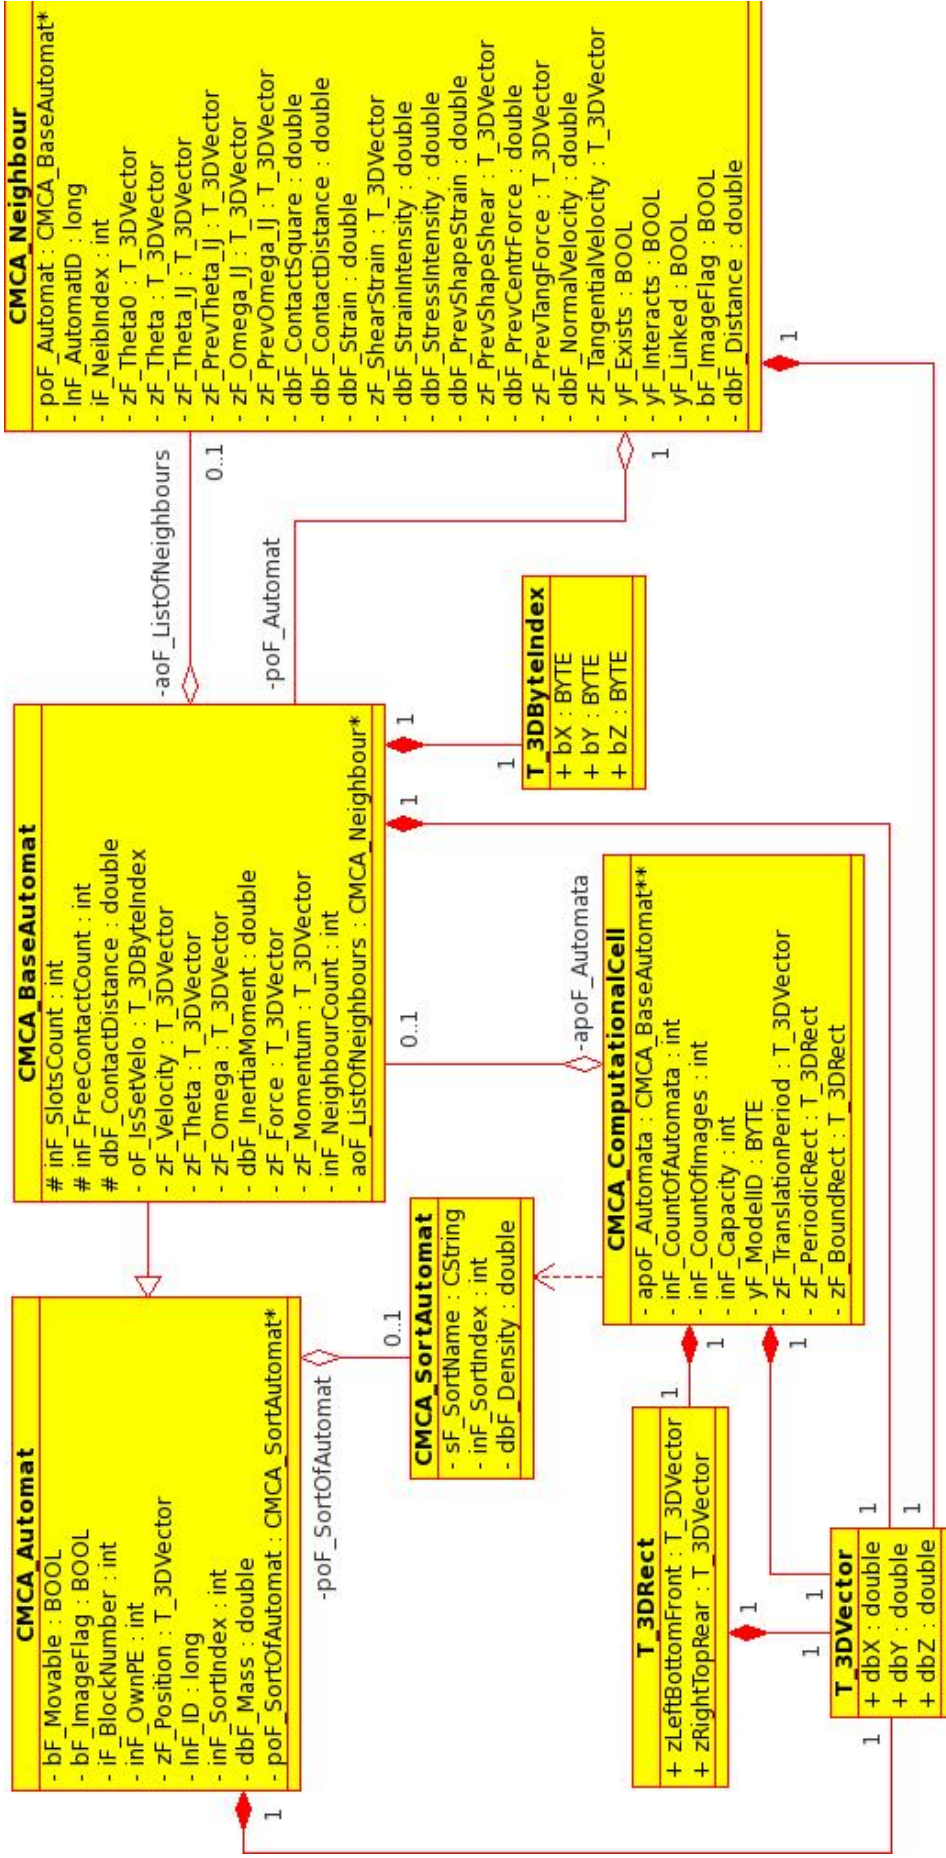 CMCA_Automat
- bF_Movable : BOOL
- bF_ImageFlag : BOOL
- iF_BlockNumber : int
- inF_OwnPE : int
- zF_Position : T_3DVector
- lnF_ID : long
- inF_SortIndex : int
- dbF_Mass : double
- poF_SortOfAutomat : CMCA_SortAutomat*
CMCA_BaseAutomat
# inF_SlotsCount : int
# inF_FreeContactCount : int
# dbF_ContactDistance : double
- oF_IsSetVelo : T_3DByteIndex
- zF_Velocity : T_3DVector
- zF_Theta : T_3DVector
- zF_Omega : T_3DVector
- dbF_InertiaMoment : double
- zF_Force : T_3DVector
- zF_Momentum : T_3DVector
- inF_NeighbourCount : int
- aoF_ListOfNeighbours : CMCA_Neighbour*
CMCA_Neighbour
- poF_Automat : CMCA_BaseAutomat*
- lnF_AutomatID : long
- iF_NeibIndex : int
- zF_Theta0 : T_3DVector
- zF_Theta : T_3DVector
- zF_Theta_IJ : T_3DVector
- zF_PrevTheta_IJ : T_3DVector
- zF_Omega_IJ : T_3DVector
- zF_PrevOmega_IJ : T_3DVector
- dbF_ContactSquare : double
- dbF_ContactDistance : double
- dbF_Strain : double
- zF_ShearStrain : T_3DVector
- dbF_StrainIntensity : double
- dbF_StressIntensity : double
- dbF_PrevShapeStrain : double
- zF_PrevShapeShear : T_3DVector
- dbF_PrevCentrForce : double
- zF_PrevTangForce : T_3DVector
- dbF_NormalVelocity : double
- zF_TangentialVelocity : T_3DVector
- yF_Exists : BOOL
- yF_Interacts : BOOL
- yF_Linked : BOOL
- bF_ImageFlag : BOOL
- dbF_Distance : double
-aoF_ListOfNeighbours
0..1
-poF_Automat
1
-poF_SortOfAutomat
0..1
CMCA_SortAutomat
- sF_SortName : CString
- inF_SortIndex : int
- dbF_Density : double
0..1
-apoF_Automata
1
1
1
T_3DByteIndex
+ bX : BYTE
+ bY : BYTE
+ bZ : BYTE
CMCA_ComputationalCell
- apoF_Automata : CMCA_BaseAutomat**
- inF_CountOfAutomata : int
- inF_CountOfImages : int
- inF_Capacity : int
- yF_ModelID : BYTE
- zF_TranslationPeriod : T_3DVector
- zF_PeriodicRect : T_3DRect
- zF_BoundRect : T_3DRect
1
1
1
1
T_3DRect
+ zLeftBottomFront : T_3DVector
+ zRightTopRear : T_3DVector
1
1
1
1
1
1
1
T_3DVector
+ dbX : double
+ dbY : double
+ dbZ : double